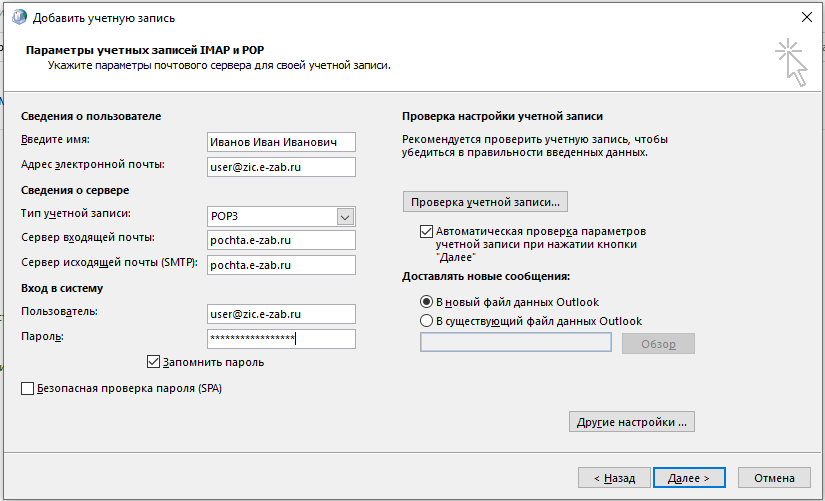 Добавить учетную запись
Параметры учетных записей IMAP и POP
Укажите параметры почтового сервера для своей учетной записи.
Сведения о пользователе
Введите имя:
Иванов Иван Иванович
Адрес электронной почты:
user@zic.e-zab.ru
Сведения о сервере
Тип учетной записи:
POP3
Сервер входящей почты:
pochta.e-zab.ru
Сервер исходящей почты (SMTP):
pochta.e-zab.ru
Вход в систему
Пользователь:
user@zic.e-zab.ru
Пароль:
*****************
Запомнить пароль
Безопасная проверка пароля (SPA)
Проверка настройки учетной записи
Рекомендуется проверить учетную запись, чтобы
убедиться в правильности введенных данных.
Проверка учетной записи...
Автоматическая проверка параметров
учетной записи при нажатии кнопки
"Далее"
Доставлять новые сообщения:
В новый файл данных Outlook
В существующий файл данных Outlook
Обзор
Другие настройки ...
< Назад
Далее >
Отмена